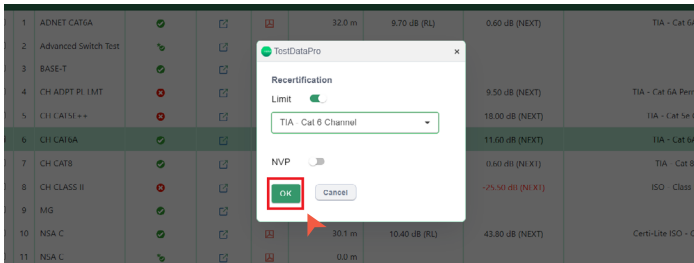 1 ADNET CAT6A 32.0 m 9.70 dB (RL) 0.60 dB (NEXT) TIA - Cat 6A
2 Advanced Switch Test
TestDataPro ×
3 BASE-T
Recertification
4 CH ADPT PL LMT 9.50 dB (NEXT) TIA - Cat 6A Perm
Limit
5 CH CAT5E++ 18.00 dB (NEXT) TIA - Cat 5e
TIA - Cat 6 Channel
6 CH CAT6A 11.60 dB (NEXT) TIA - Cat 6A
7 CH CAT8 0.60 dB (NEXT) TIA - Cat 8
NVP
8 CH CLASS II -25.50 dB (NEXT) ISO - Class
OK Cancel
9 MG
10 NSA C 30.1 m 10.40 dB (RL) 43.80 dB (NEXT) Certi-Lite ISO - C
11 NSA C 0.0 m